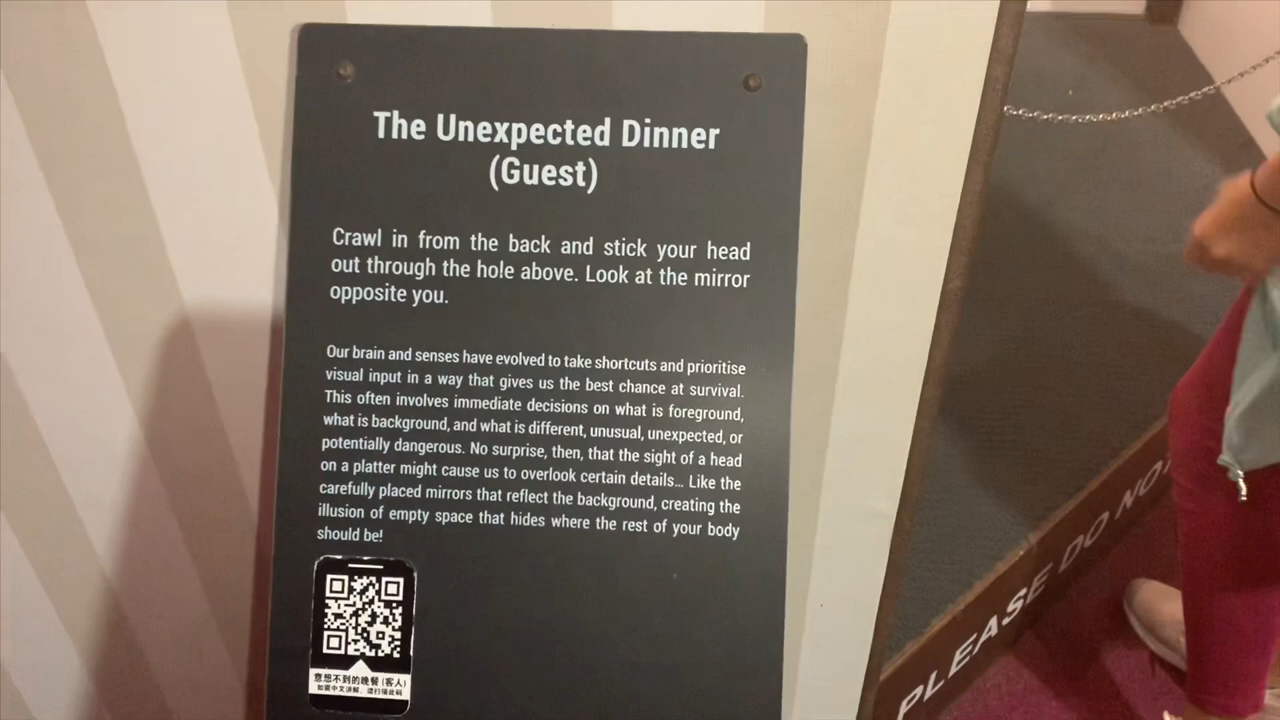 The Unexpected Dinner
(Guest)
Crawl in from the back and stick your head
out through the hole above. Look at the mirror
opposite you.
Our brain and senses have evolved to take shortcuts and prioritise
visual input in a way that gives us the best chance at survival.
This often involves immediate decisions on what is foreground,
what is background, and what is different, unusual, unexpected, or
potentially dangerous. No surprise, then, that the sight of a head
on a platter might cause us to overlook certain details... Like the
carefully placed mirrors that reflect the background, creating the
illusion of empty space that hides where the rest of your body
should be!
意想不到的晚餐 (客人)
如需中文讲解，请扫描此码
PLEASE DO NO